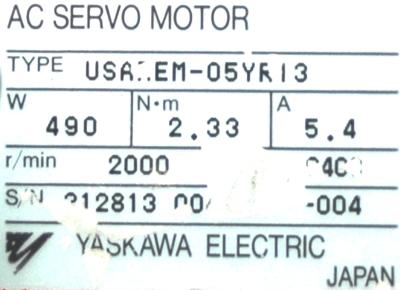 AC SERVO MOTOR
TYPE
W N·m A
490 2.33 5.4
r/min 2000
S/N -004
YASKAWA ELECTRIC
JAPAN